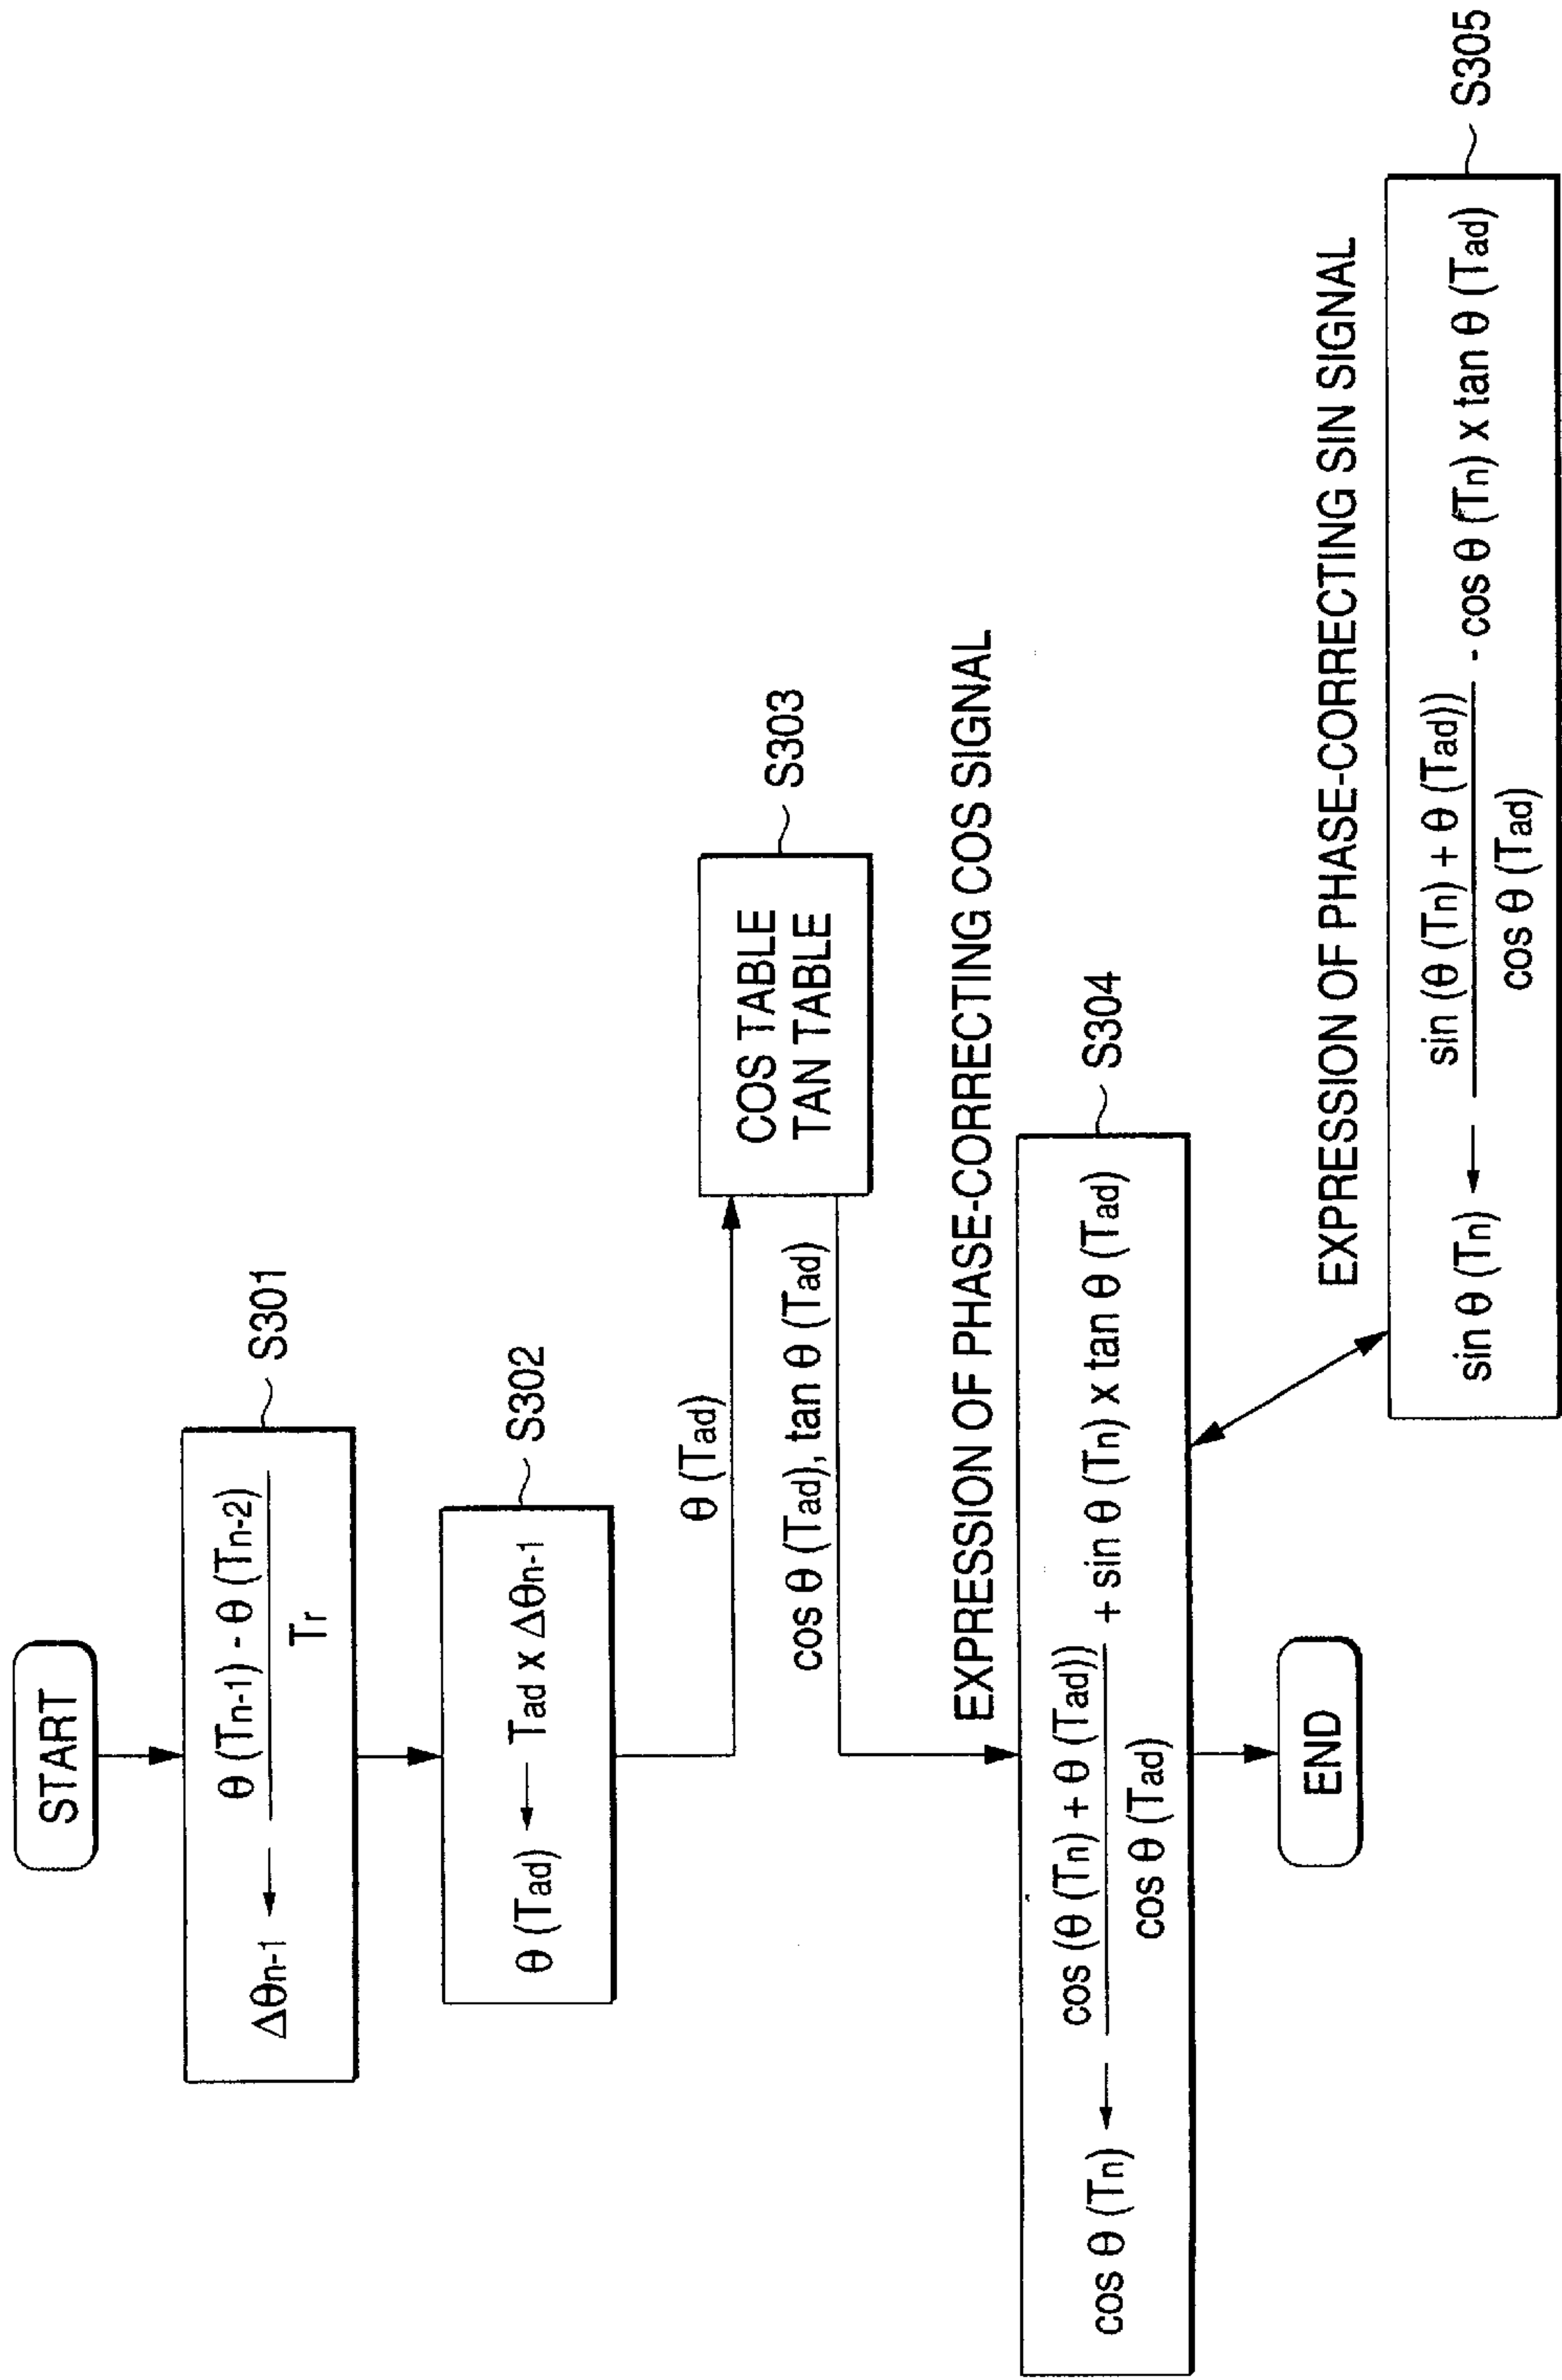 START
Δθn-1 ← θ (Tn-1) - θ (Tn-2)
Tr
S301
θ (Tad) ← Tad x Δθn-1
S302
θ (Tad)
COS TABLE
TAN TABLE
S303
cos θ (Tad), tan θ (Tad)
EXPRESSION OF PHASE-CORRECTING COS SIGNAL
cos θ (Tn) ← cos (θ (Tn) + θ (Tad)) + sin θ (Tn) x tan θ (Tad)
cos θ (Tad)
S304
END
EXPRESSION OF PHASE-CORRECTING SIN SIGNAL
sin θ (Tn) ← sin (θ (Tn) + θ (Tad)) - cos θ (Tn) x tan θ (Tad)
cos θ (Tad)
S305